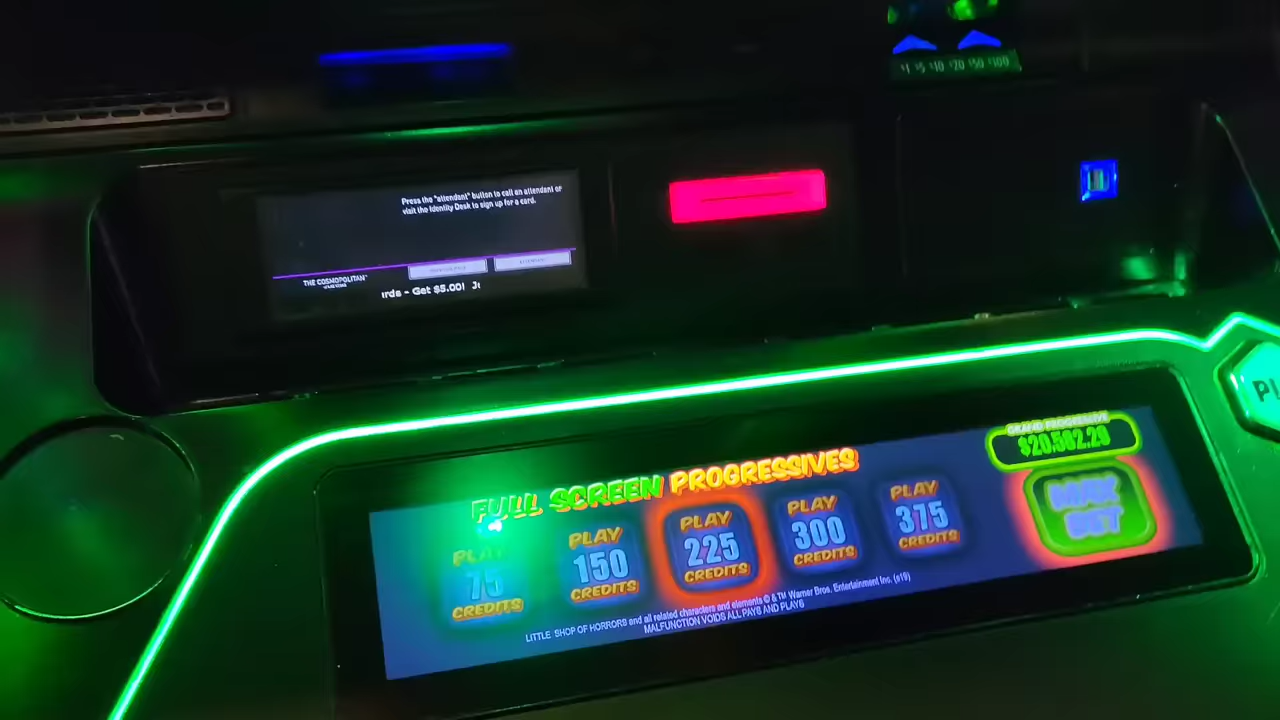 $1 $5 $10 $20 $50 $100
Press the "attendant" button to call an attendant or
visit the Identity Desk to sign up for a card.
THE COSMOPOLITAN™
rds - Get $5.00!
FULL SCREEN PROGRESSIVES
GRAND PROGRESSIVE
$20,582.29
PLAY
75
CREDITS
PLAY
150
CREDITS
PLAY
225
CREDITS
PLAY
300
CREDITS
PLAY
375
CREDITS
MAX
BET
LITTLE SHOP OF HORRORS and all related characters and elements © & ™ Warner Bros. Entertainment Inc. (s19)
MALFUNCTION VOIDS ALL PAYS AND PLAYS